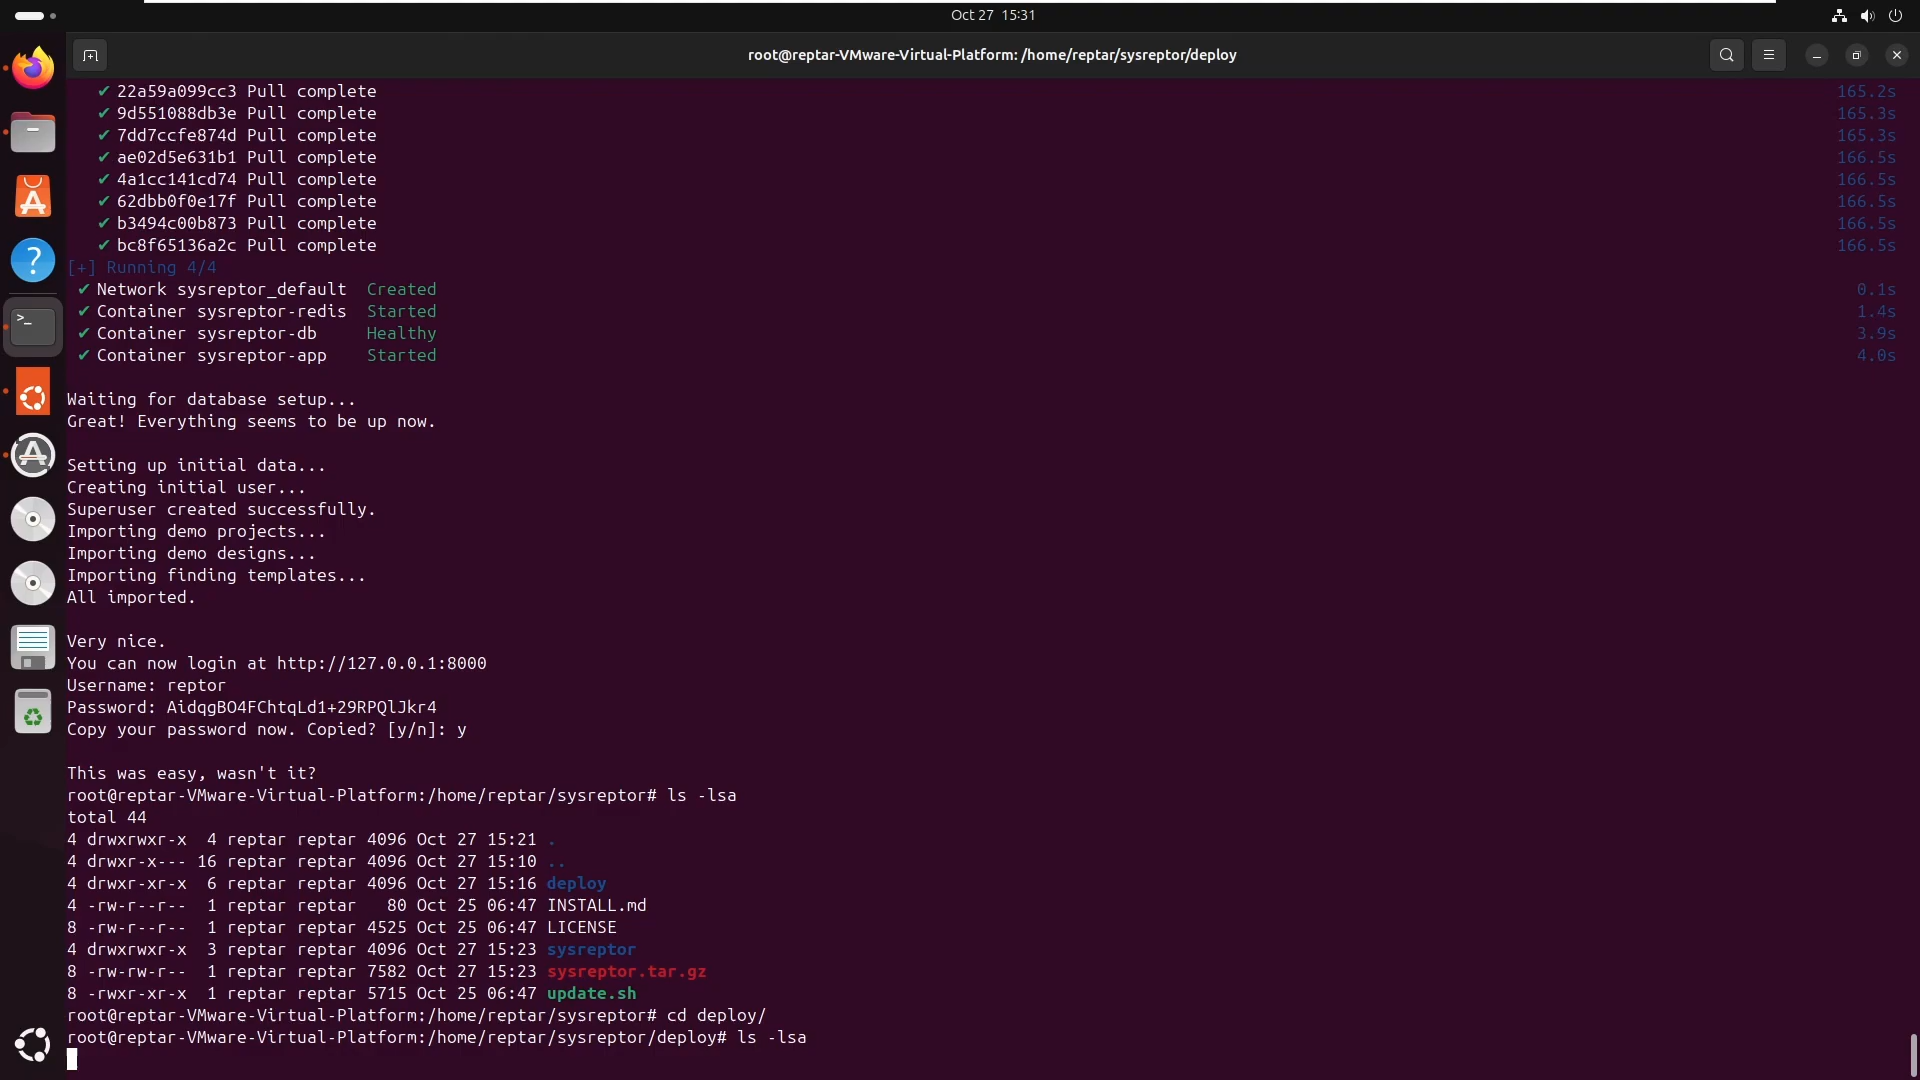 Oct 27 15:31
root@reptar-VMware-Virtual-Platform: /home/reptar/sysreptor/deploy
✔ 22a59a099cc3 Pull complete 165.2s
✔ 9d551088db3e Pull complete 165.3s
✔ 7dd7ccfe874d Pull complete 165.3s
✔ ae02d5e631b1 Pull complete 166.5s
✔ 4a1cc141cd74 Pull complete 166.5s
✔ 62dbb0f0e17f Pull complete 166.5s
✔ b3494c00b873 Pull complete 166.5s
✔ bc8f65136a2c Pull complete 166.5s
[+] Running 4/4
✔ Network sysreptor_default Created 0.1s
✔ Container sysreptor-redis Started 1.4s
✔ Container sysreptor-db Healthy 3.9s
✔ Container sysreptor-app Started 4.0s
Waiting for database setup...
Great! Everything seems to be up now.
Setting up initial data...
Creating initial user...
Superuser created successfully.
Importing demo projects...
Importing demo designs...
Importing finding templates...
All imported.
Very nice.
You can now login at http://127.0.0.1:8000
Username: reptor
Password: AidqgBO4FChtqLd1+29RPQlJkr4
Copy your password now. Copied? [y/n]: y
This was easy, wasn't it?
root@reptar-VMware-Virtual-Platform:/home/reptar/sysreptor# ls -lsa
total 44
4 drwxrwxr-x 4 reptar reptar 4096 Oct 27 15:21 .
4 drwxr-x--- 16 reptar reptar 4096 Oct 27 15:10 ..
4 drwxr-xr-x 6 reptar reptar 4096 Oct 27 15:16 deploy
4 -rw-r--r-- 1 reptar reptar 80 Oct 25 06:47 INSTALL.md
8 -rw-r--r-- 1 reptar reptar 4525 Oct 25 06:47 LICENSE
4 drwxrwxr-x 3 reptar reptar 4096 Oct 27 15:23 sysreptor
8 -rw-rw-r-- 1 reptar reptar 7582 Oct 27 15:23 sysreptor.tar.gz
8 -rwxr-xr-x 1 reptar reptar 5715 Oct 25 06:47 update.sh
root@reptar-VMware-Virtual-Platform:/home/reptar/sysreptor# cd deploy/
root@reptar-VMware-Virtual-Platform:/home/reptar/sysreptor/deploy# ls -lsa